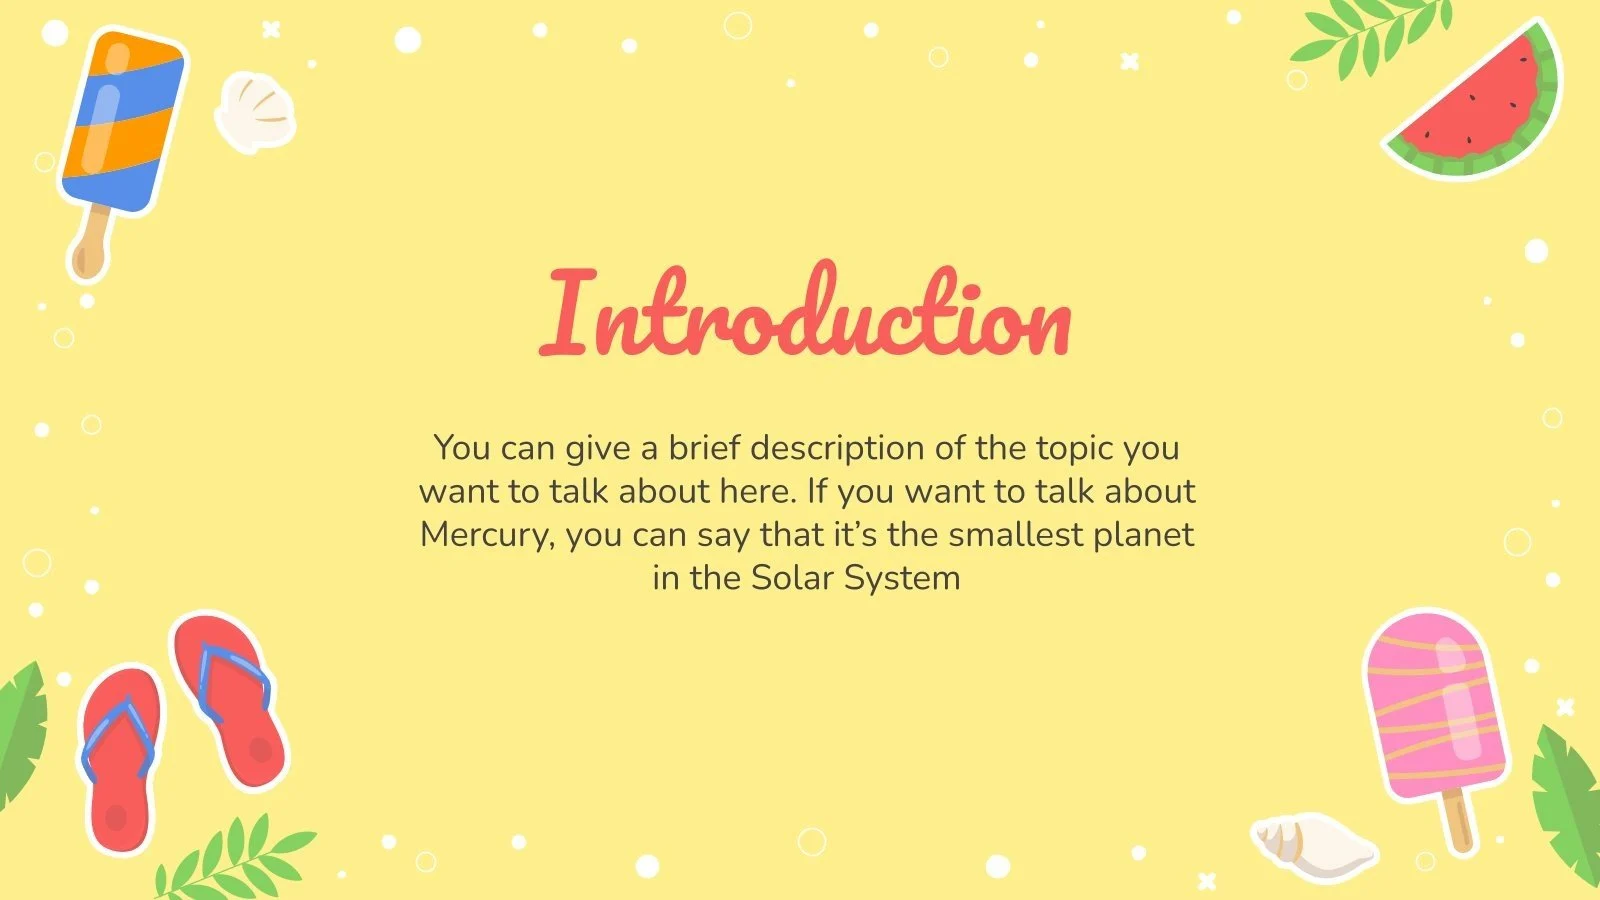 Introduction
You can give a brief description of the topic you
want to talk about here. If you want to talk about
Mercury, you can say that it’s the smallest planet
in the Solar System